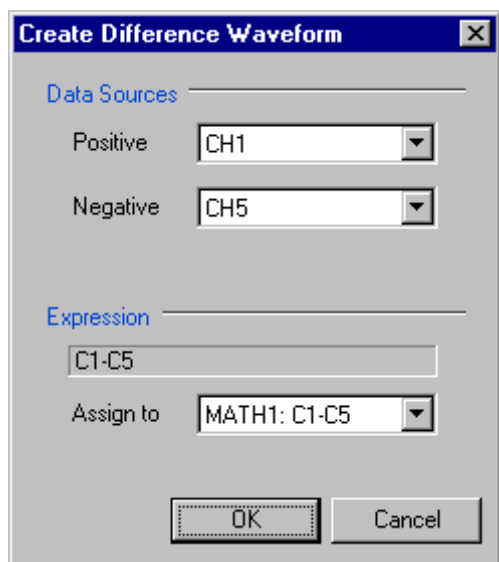 Create Difference Waveform
Data Sources
Positive CH1
Negative CH5
Expression
C1-C5
Assign to MATH1: C1-C5
OK Cancel